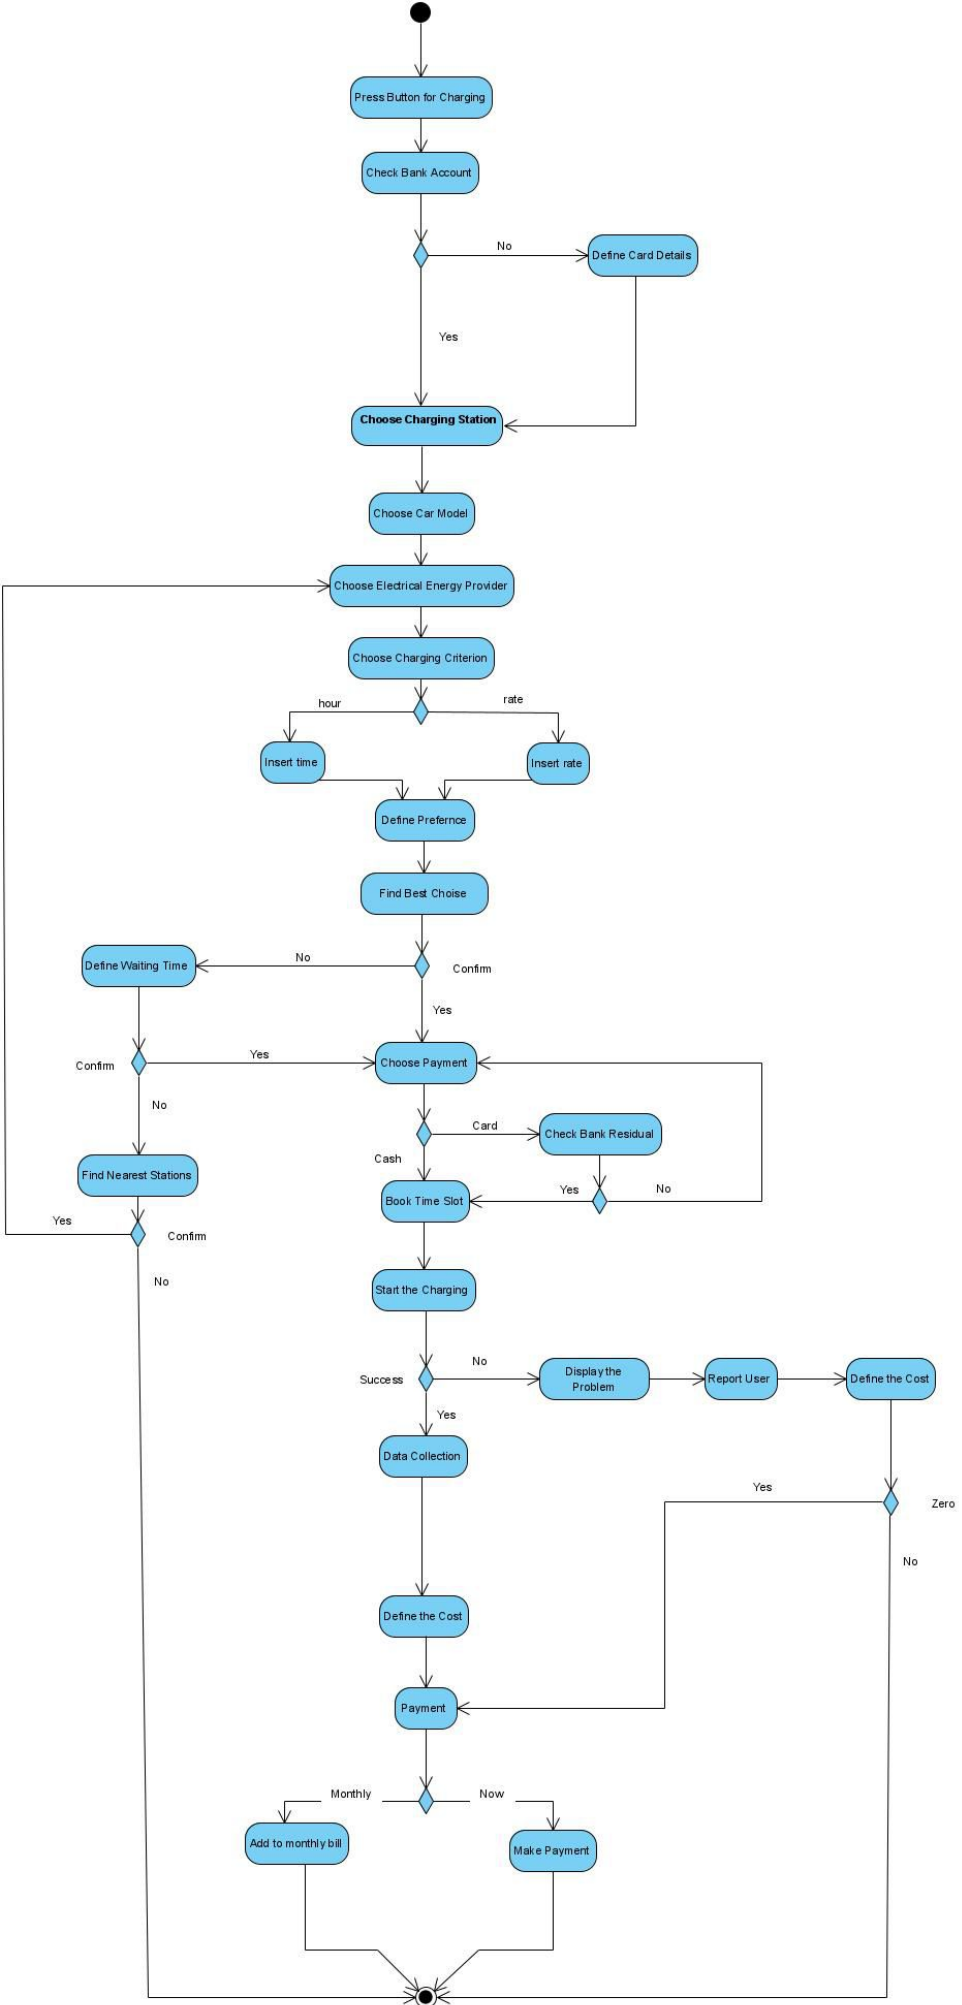 Press Button for Charging
Check Bank Account
No
Define Card Details
Yes
Choose Charging Station
Choose Car Model
Choose Electrical Energy Provider
Choose Charging Criterion
hour
rate
Insert time
Insert rate
Define Prefernce
Find Best Choise
Define Waiting Time
No
Confirm
Yes
Confirm
Yes
Choose Payment
No
Card
Check Bank Residual
Cash
Find Nearest Stations
Book Time Slot
Yes
No
Yes
Confirm
No
Start the Charging
Success
No
Display the
Problem
Report User
Define the Cost
Yes
Data Collection
Yes
Zero
No
Define the Cost
Payment
Monthly
Now
Add to monthly bill
Make Payment